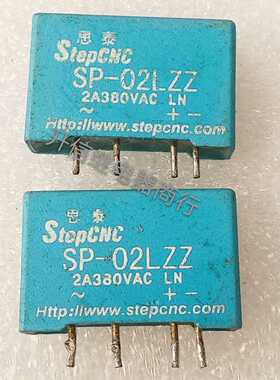 思泰
StepCNC
SP-02LZZ
2A380VAC LN
~ + -
Http://www.stepcnc.com
思泰
StepCNC
SP-02LZZ
2A380VAC LN
~ + -
Http://www.stepcnc.com